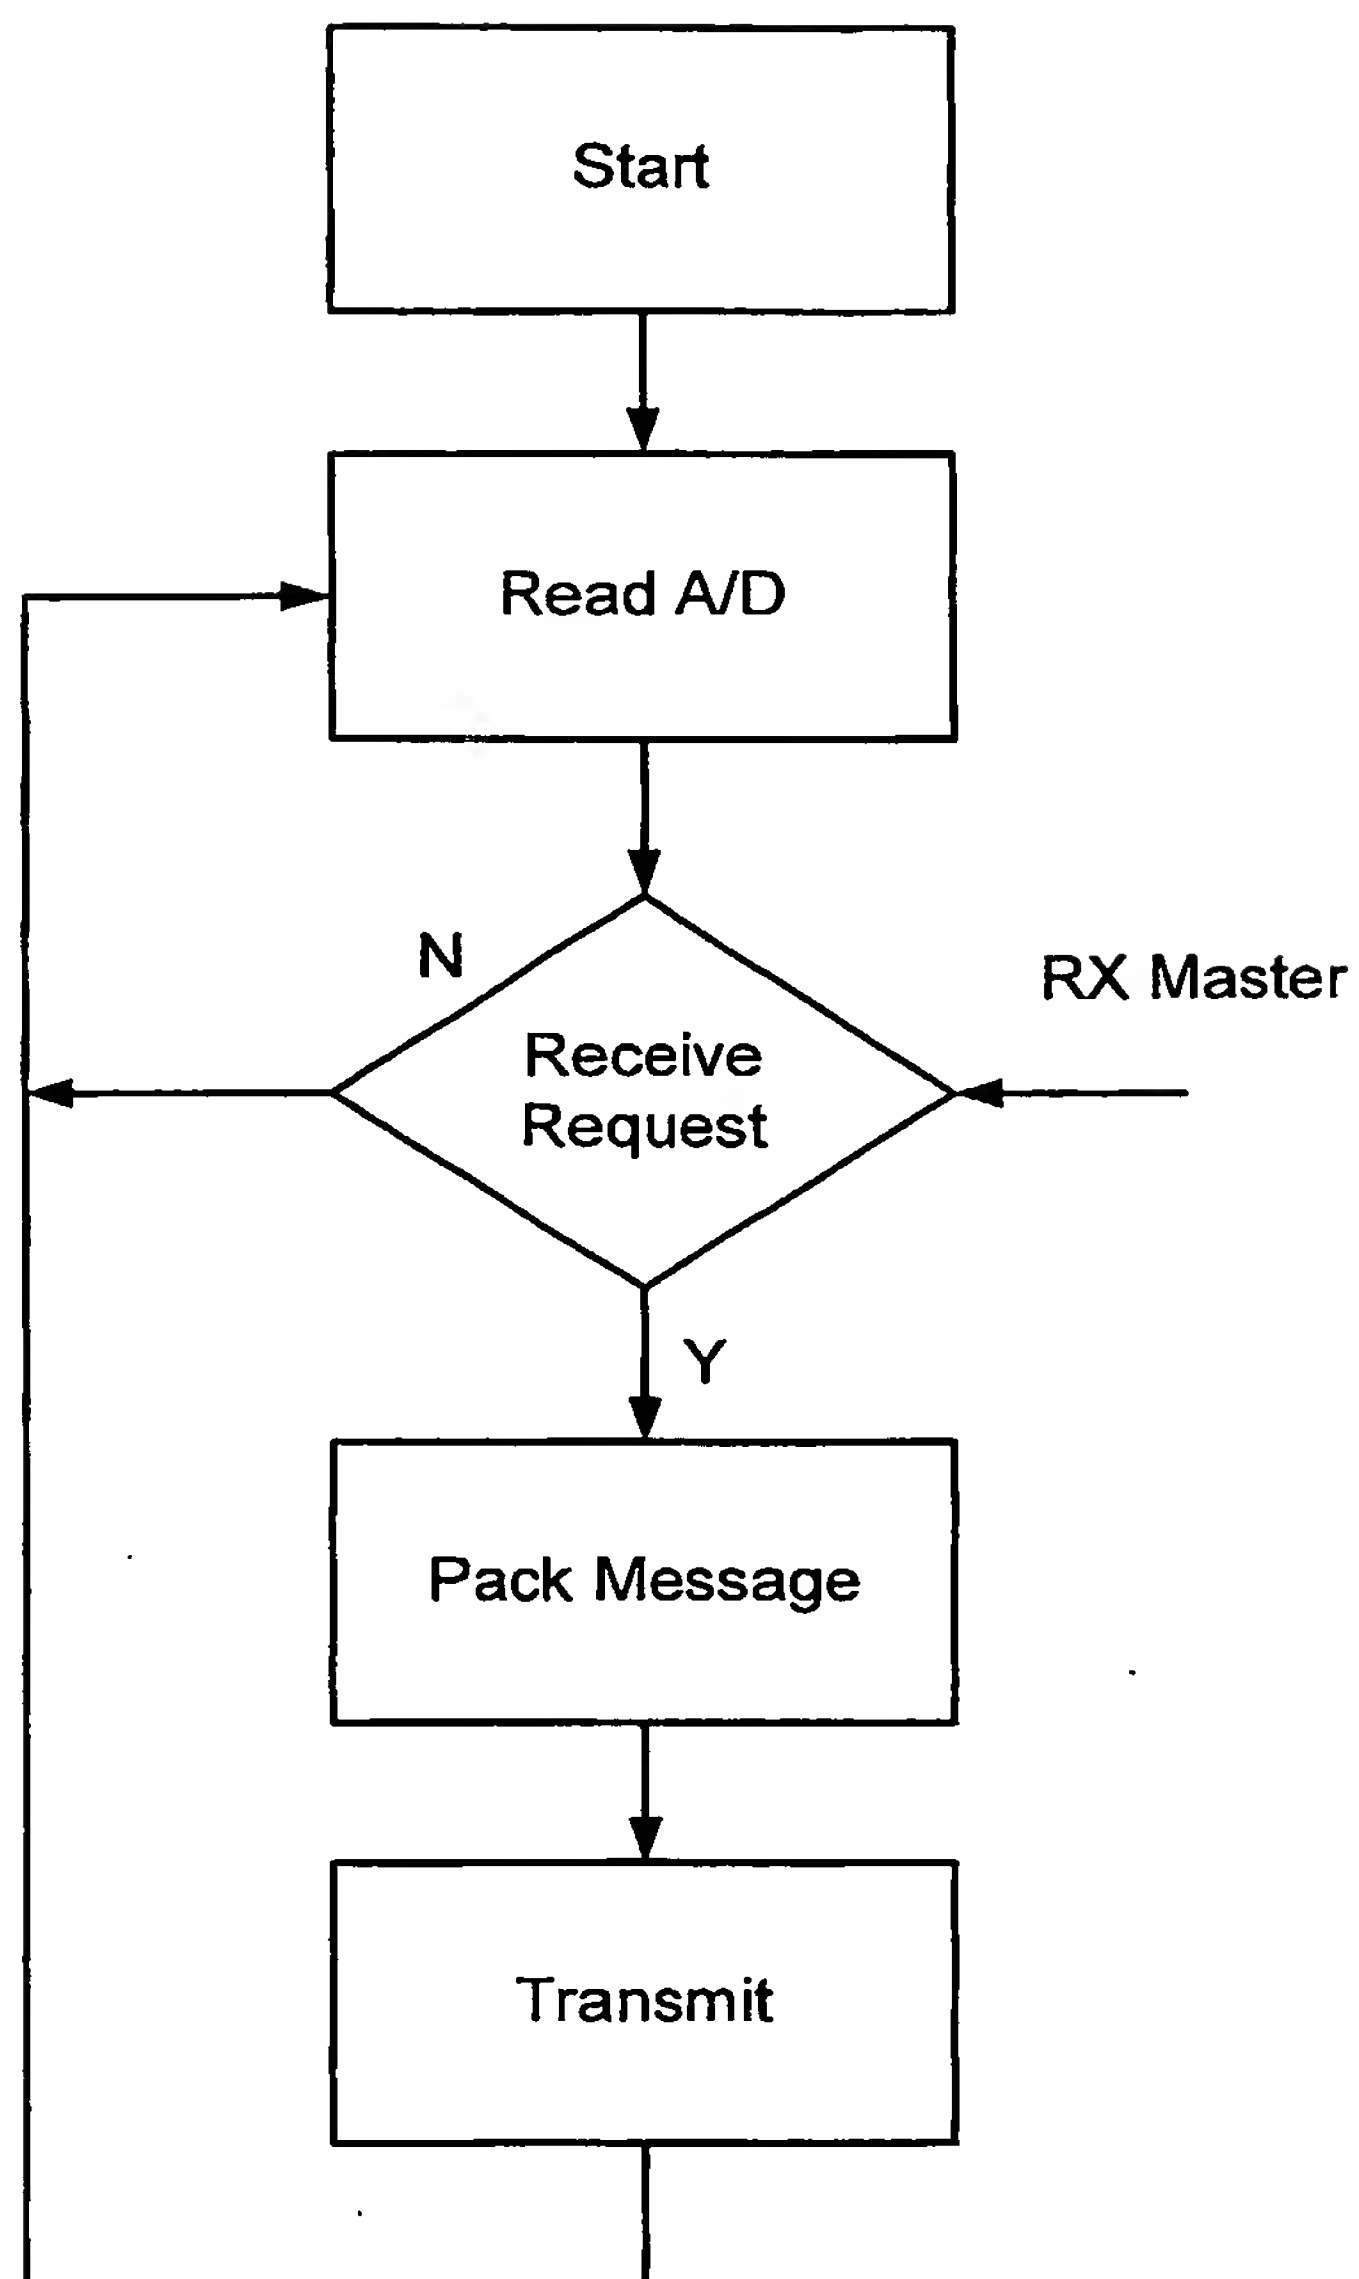 Start
Read A/D
N
RX Master
Receive
Request
Y
Pack Message
Transmit